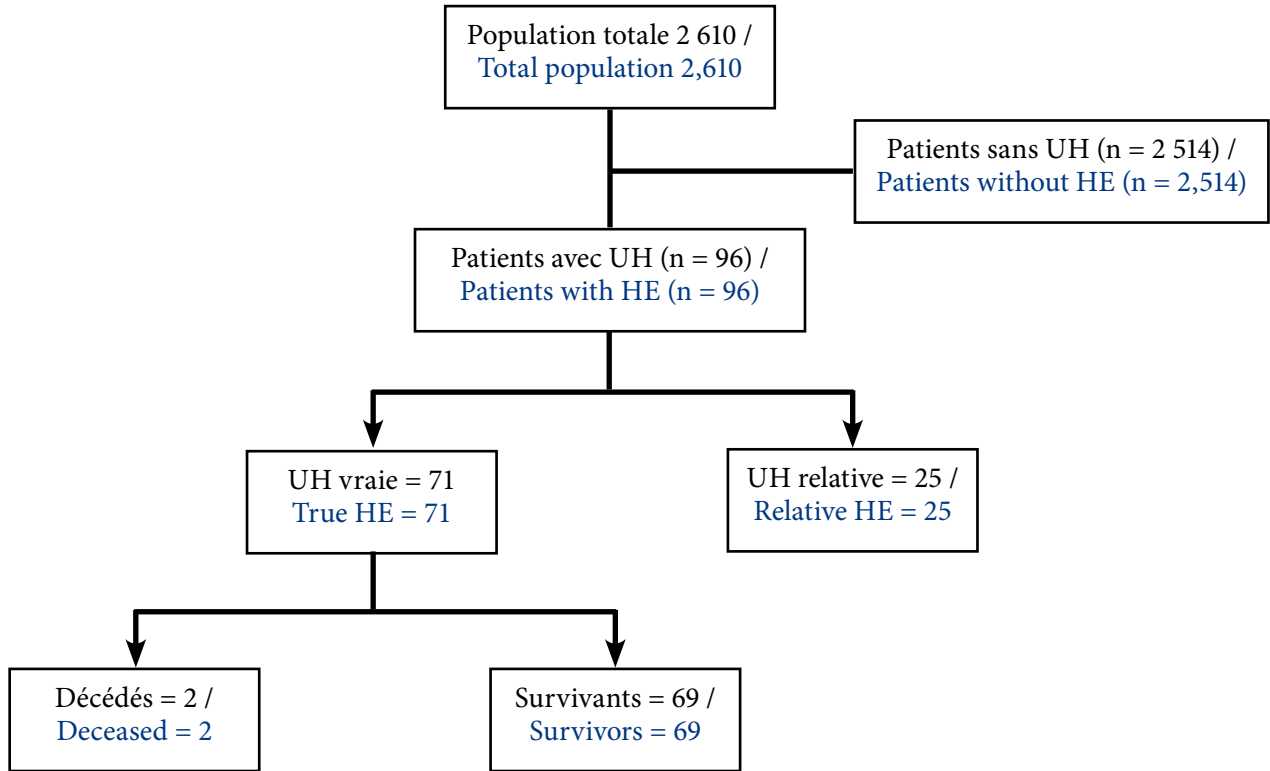 Population totale 2 610 /
Total population 2,610
Patients sans UH (n = 2 514) /
Patients without HE (n = 2,514)
Patients avec UH (n = 96) /
Patients with HE (n = 96)
UH vraie = 71
True HE = 71
UH relative = 25 /
Relative HE = 25
Décédés = 2 /
Deceased = 2
Survivants = 69 /
Survivors = 69